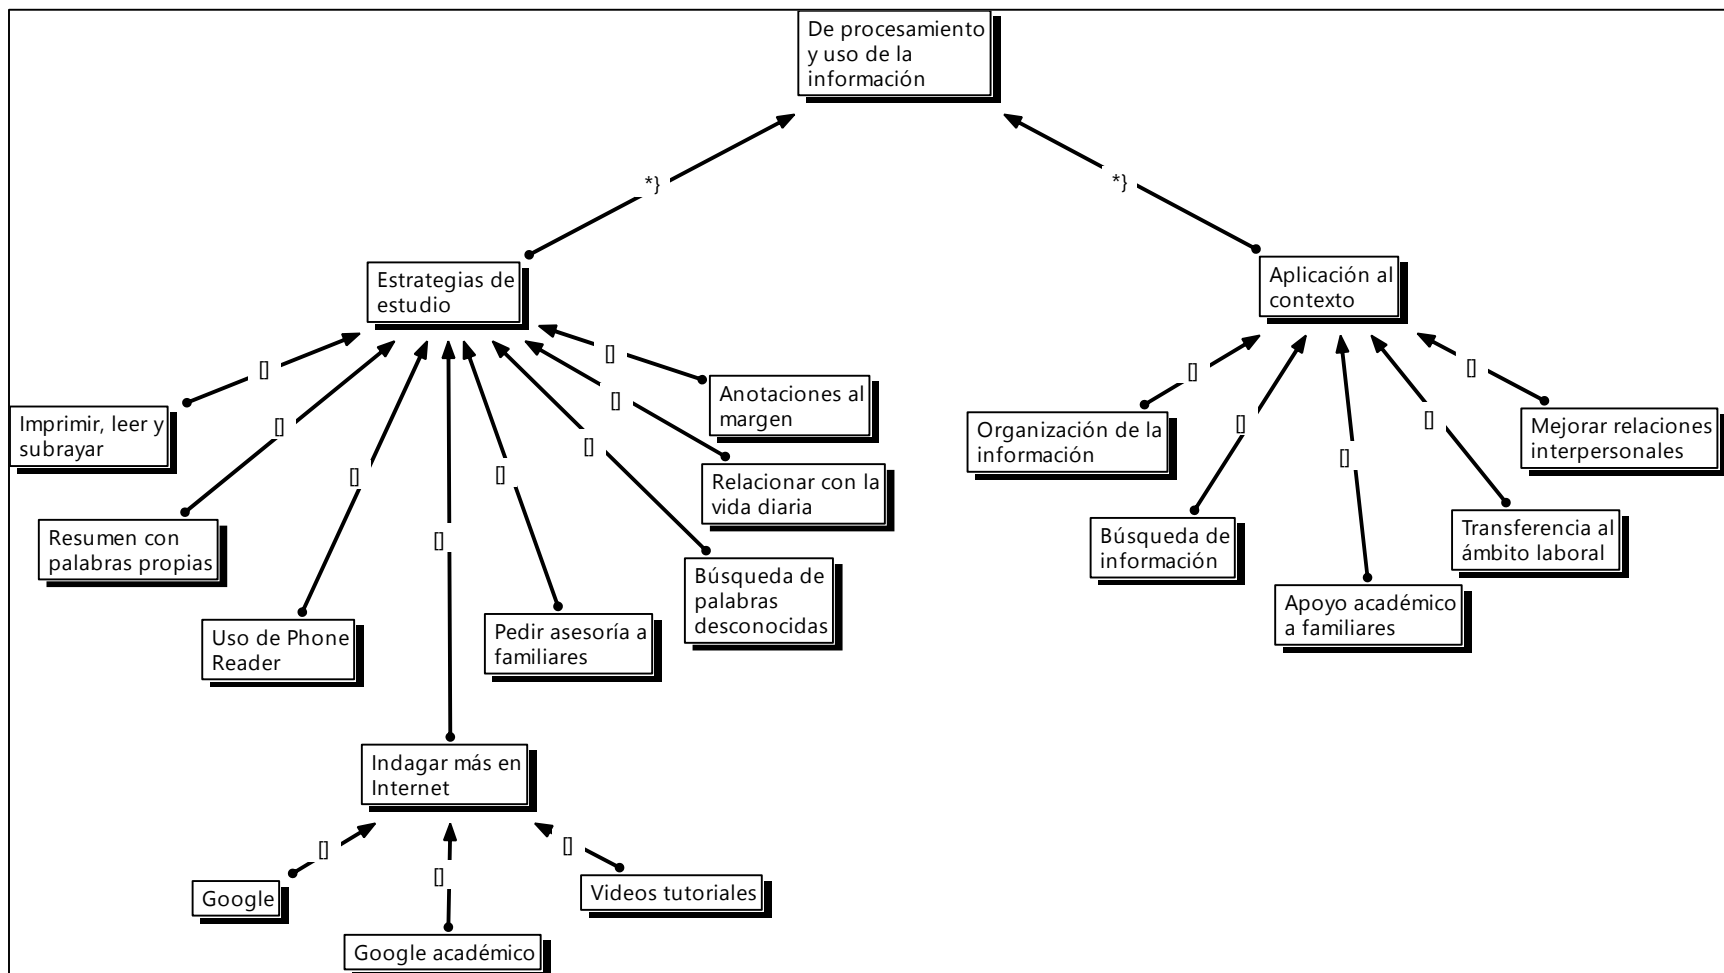 De procesamiento
y uso de la
información
*}
*}
Estrategias de
estudio
Aplicación al
contexto
[]
[]
[]
[]
[]
[]
[]
[]
Imprimir, leer y
subrayar
Resumen con
palabras propias
Uso de Phone
Reader
Pedir asesoría a
familiares
Búsqueda de
palabras
desconocidas
Relacionar con la
vida diaria
Anotaciones al
margen
[]
[]
[]
[]
[]
Organización de la
información
Búsqueda de
información
Apoyo académico
a familiares
Transferencia al
ámbito laboral
Mejorar relaciones
interpersonales
Indagar más en
Internet
[]
[]
[]
Google
Google académico
Videos tutoriales